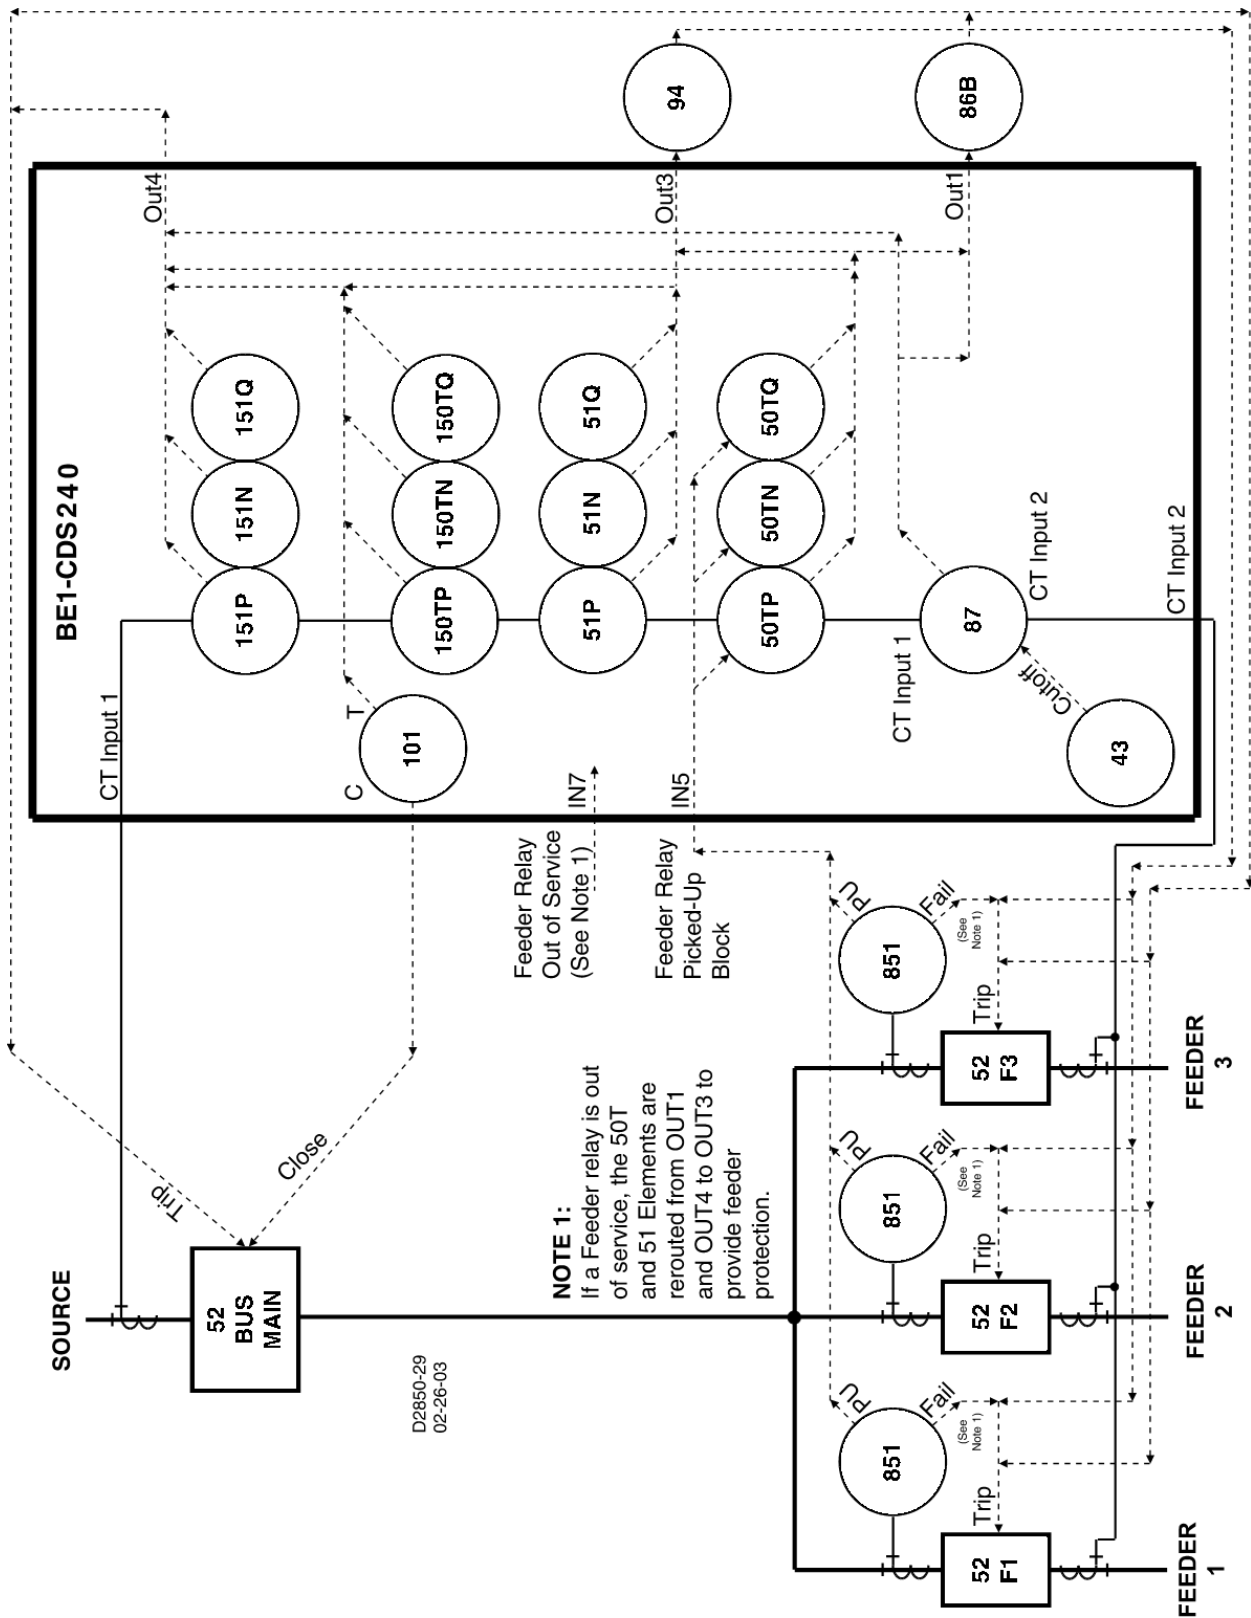 SOURCE
52
BUS
MAIN
Trip
Close
D2850-29
02-26-03
NOTE 1:
If a Feeder relay is out
of service, the 50T
and 51 Elements are
rerouted from OUT1
and OUT4 to OUT3 to
provide feeder
protection.
BE1-CDS240
CT Input 1
151P
151N
151Q
Out4
C
T
101
150TP
150TN
150TQ
Feeder Relay
Out of Service
(See Note 1)
IN7
51P
51N
51Q
Out3
94
Feeder Relay
Picked-Up
Block
IN5
50TP
50TN
50TQ
CT Input 1
87
CT Input 2
Out1
86B
Cutoff
43
CT Input 2
851
PU
Fail
(See
Note 1)
Trip
52
F1
FEEDER
1
851
PU
Fail
(See
Note 1)
Trip
52
F2
FEEDER
2
851
PU
Fail
(See
Note 1)
Trip
52
F3
FEEDER
3